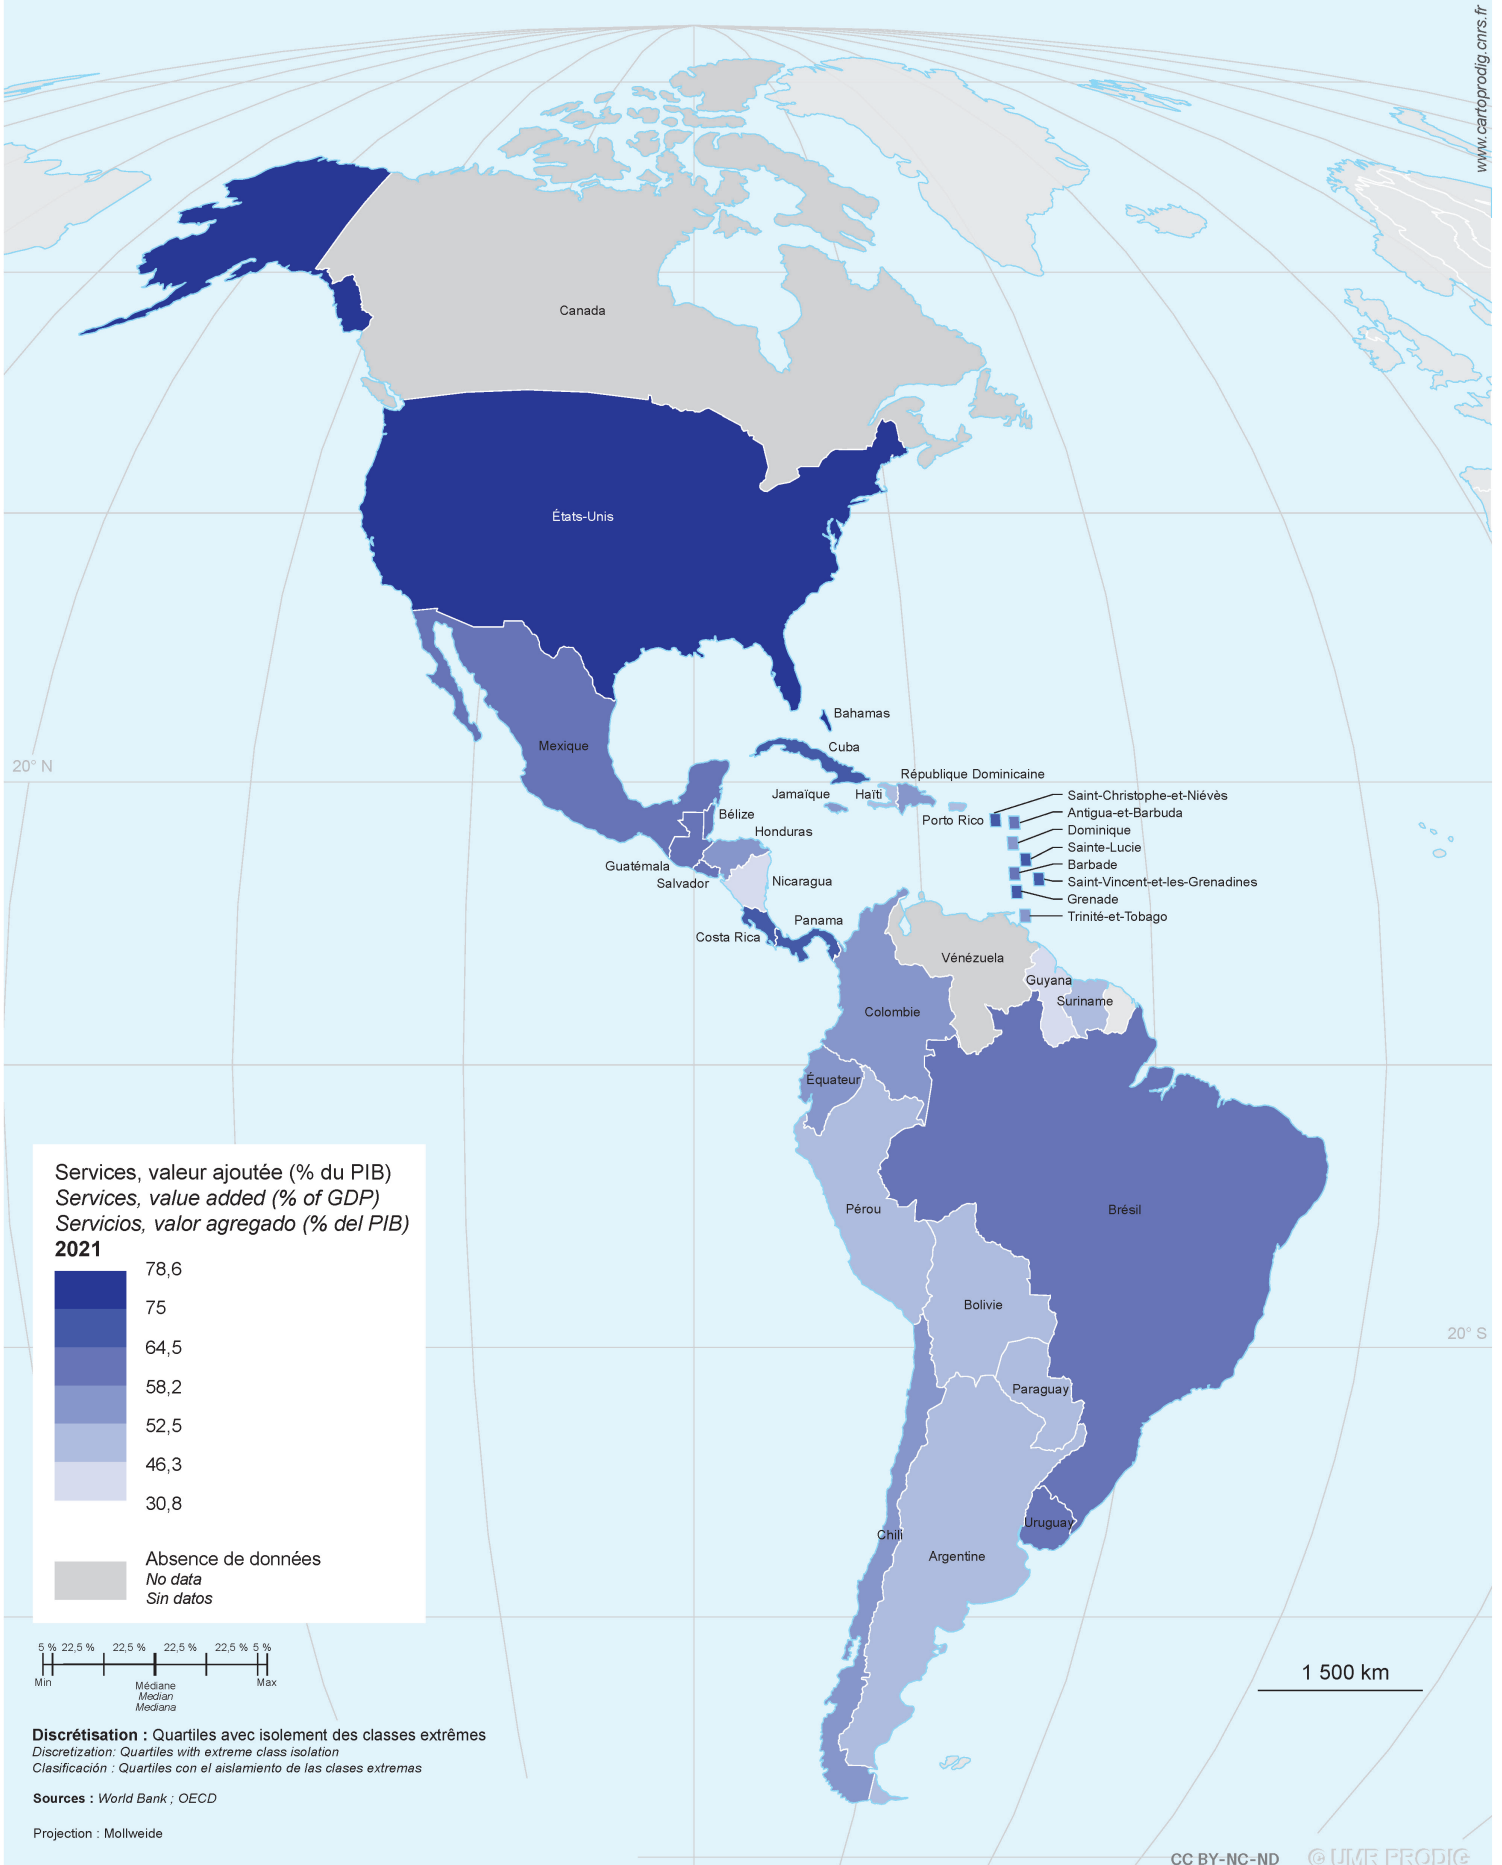 www.cartoprodig.cnrs.fr
Canada
États-Unis
Bahamas
Mexique
Cuba
20° N
République Dominicaine
Jamaïque
Haïti
Saint-Christophe-et-Niévès
Porto Rico
Antigua-et-Barbuda
Bélize
Dominique
Honduras
Sainte-Lucie
Guatémala
Barbade
Salvador
Nicaragua
Saint-Vincent-et-les-Grenadines
Grenade
Panama
Trinité-et-Tobago
Costa Rica
Vénézuela
Guyana
Suriname
Colombie
Équateur
Pérou
Brésil
Bolivie
20° S
Paraguay
Uruguay
Chili
Argentine
Services, valeur ajoutée (% du PIB)
Services, value added (% of GDP)
Servicios, valor agregado (% del PIB)
2021
78,6
75
64,5
58,2
52,5
46,3
30,8
Absence de données
No data
Sin datos
5 % 22,5 % 22,5 % 22,5 % 22,5 % 5 %
Min
Max
Médiane
Median
Mediana
1 500 km
Discrétisation : Quartiles avec isolement des classes extrêmes
Discretization: Quartiles with extreme class isolation
Clasificación : Quartiles con el aislamiento de las clases extremas
Sources : World Bank ; OECD
Projection : Mollweide
CC BY-NC-ND
© UMR PRODIG